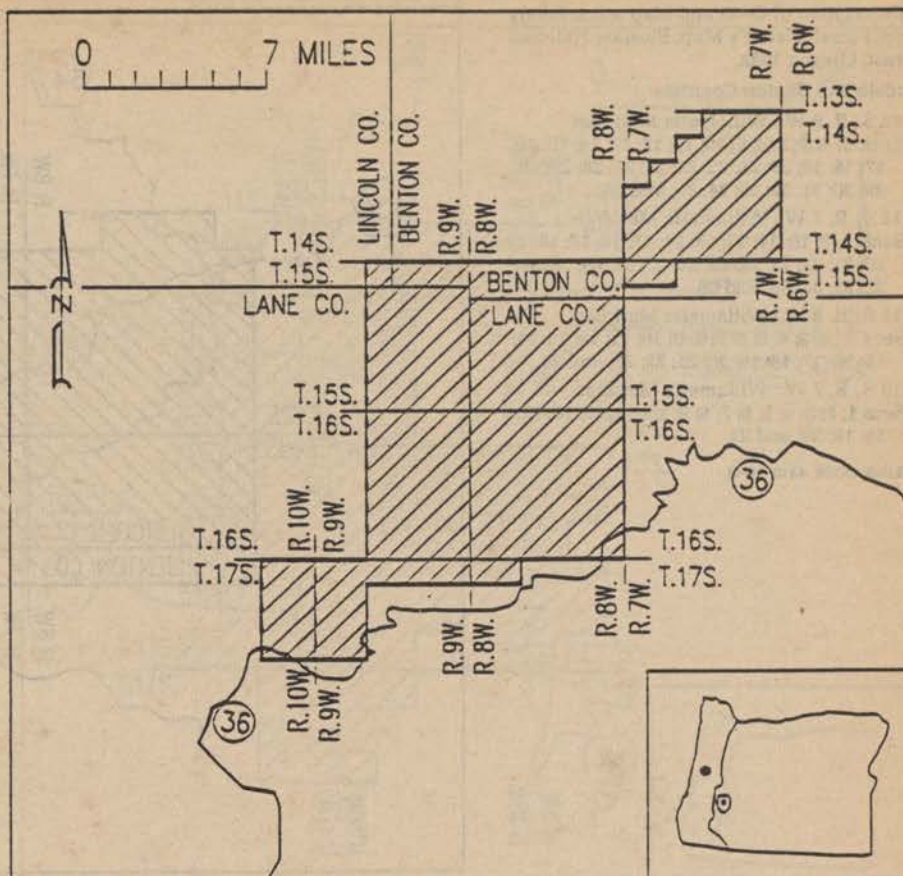 0 7 MILES
R.7W.
R.6W.
T.13S.
T.14S.
R.8W.
R.7W.
LINCOLN CO.
BENTON CO.
R.9W.
R.8W.
T.14S.
T.15S.
T.14S.
T.15S.
LANE CO.
BENTON CO.
LANE CO.
R.7W.
R.6W.
N
T.15S.
T.16S.
T.15S.
T.16S.
36
R.10W.
R.9W.
T.16S.
T.17S.
T.16S.
T.17S.
R.8W.
R.7W.
R.9W.
R.8W.
R.10W.
R.9W.
36